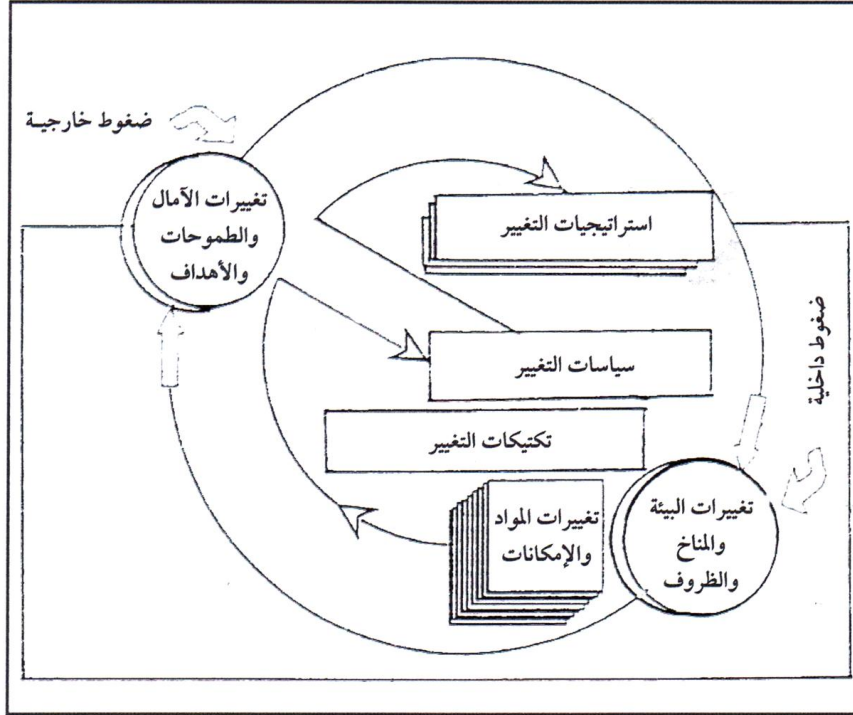 ضغوط خارجية
تغييرات الآمال
والطموحات
والأهداف
استراتيجيات التغيير
ضغوط داخلية
سياسات التغيير
تكتيكات التغيير
تغييرات المواد
والإمكانات
تغييرات البيئة
والمناخ
والظروف